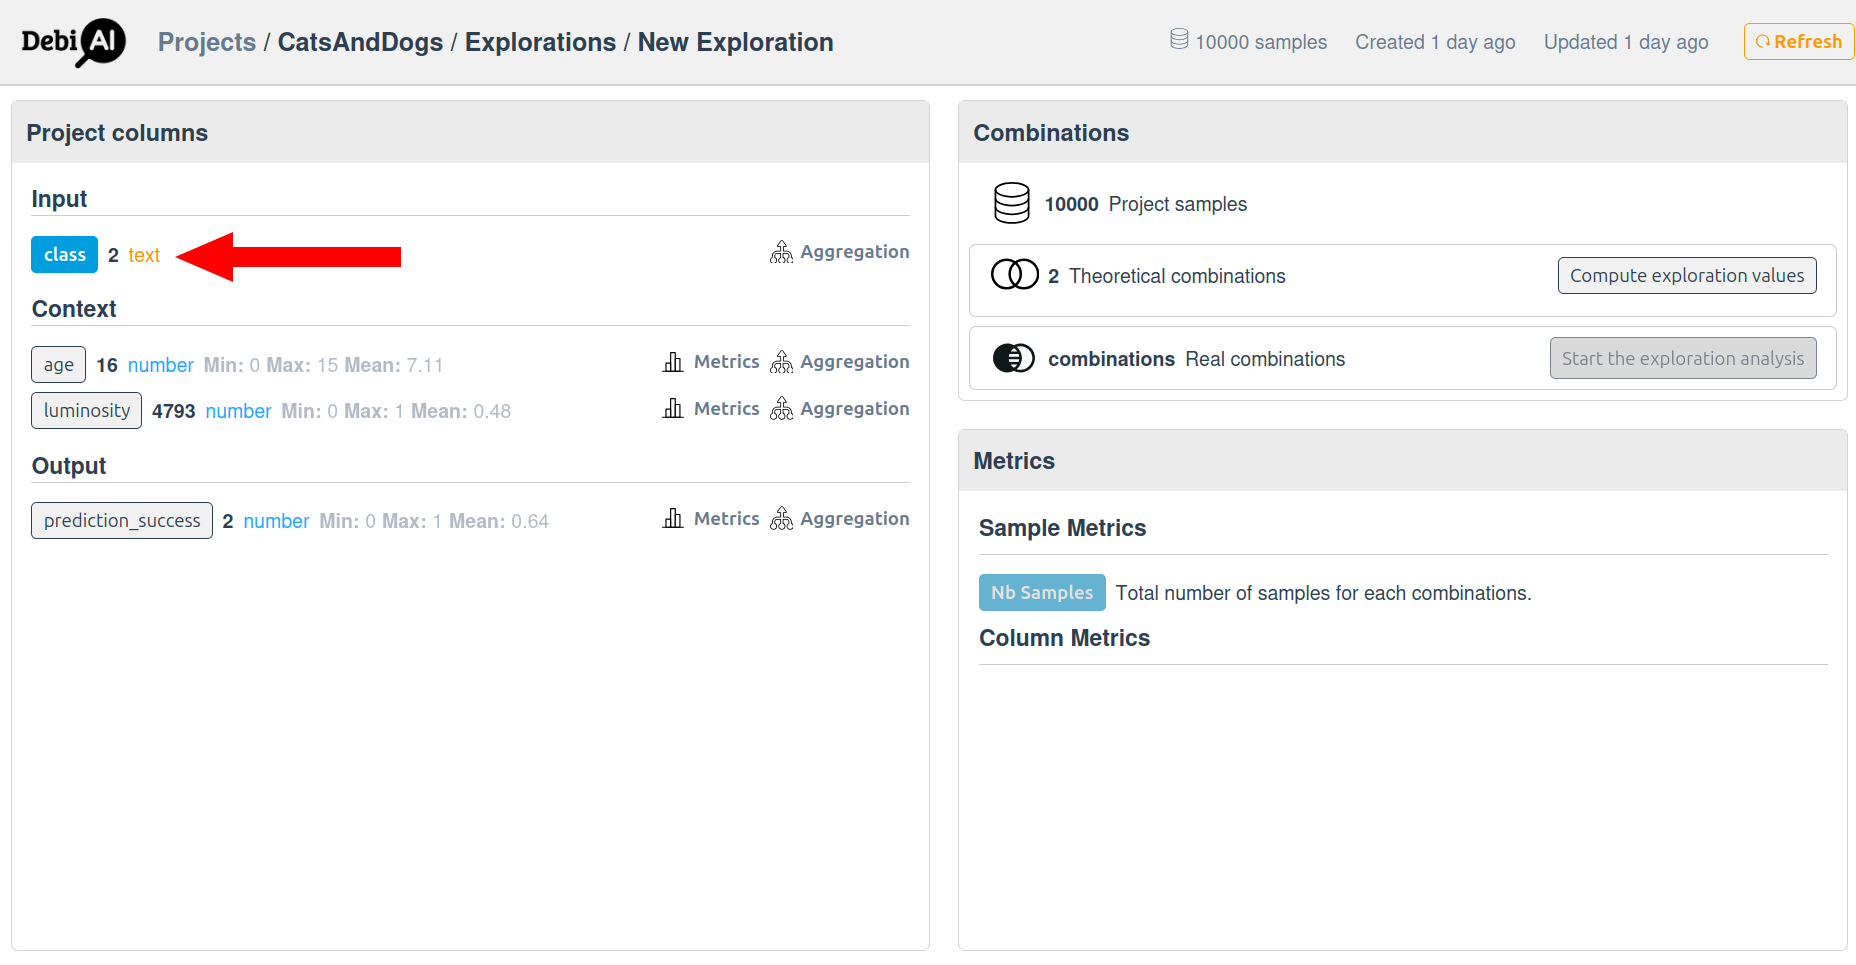 DebiAI Projects / CatsAndDogs / Explorations / New Exploration 10000 samples Created 1 day ago Updated 1 day ago Refresh
Project columns
Input
class 2 text Aggregation
Context
age 16 number Min: 0 Max: 15 Mean: 7.11 Metrics Aggregation
luminosity 4793 number Min: 0 Max: 1 Mean: 0.48 Metrics Aggregation
Output
prediction_success 2 number Min: 0 Max: 1 Mean: 0.64 Metrics Aggregation
Combinations
10000 Project samples
2 Theoretical combinations Compute exploration values
combinations Real combinations Start the exploration analysis
Metrics
Sample Metrics
Nb Samples Total number of samples for each combinations.
Column Metrics